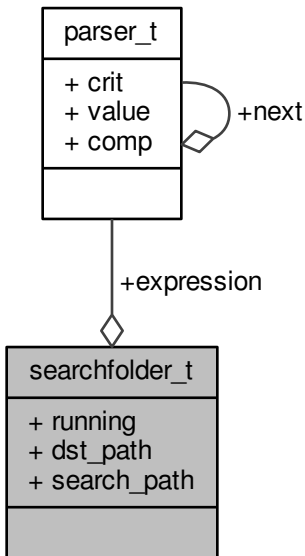 parser_t
+ crit
+ value
+ comp
+next
+expression
searchfolder_t
+ running
+ dst_path
+ search_path